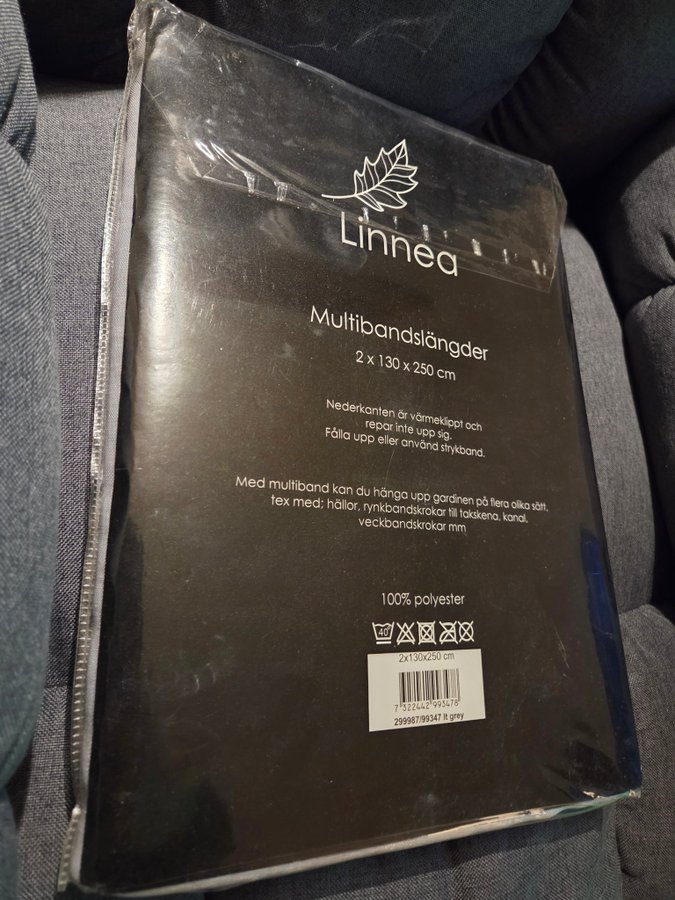 Linnea
Multibandslängder
2 x 130 x 250 cm
Nederkanten är värmeklippt och
repar inte upp sig.
Fålla upp eller använd strykband.
Med multiband kan du hänga upp gardinen på flera olika sätt,
tex med; hällor, rynkbandskrokar till takskena, kanal,
veckbandskrokar mm
100% polyester
40°
2x130x250 cm
7 322442 993478
299987/99347 lt grey